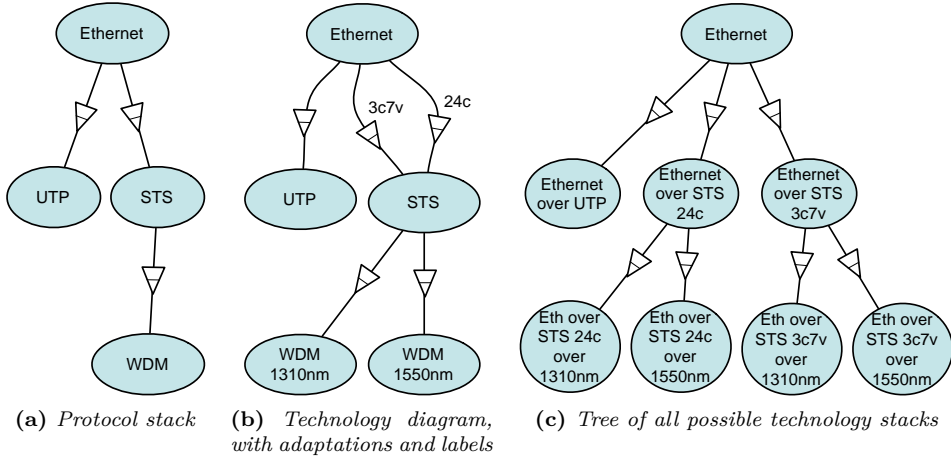 Ethernet
UTP
STS
WDM
(a) Protocol stack
Ethernet
3c7v
24c
UTP
STS
WDM
1310nm
WDM
1550nm
(b) Technology diagram,
with adaptations and labels
Ethernet
Ethernet
over UTP
Ethernet
over STS
24c
Ethernet
over STS
3c7v
Eth over
STS 24c
over
1310nm
Eth over
STS 24c
over
1550nm
Eth over
STS 3c7v
over
1310nm
Eth over
STS 3c7v
over
1550nm
(c) Tree of all possible technology stacks